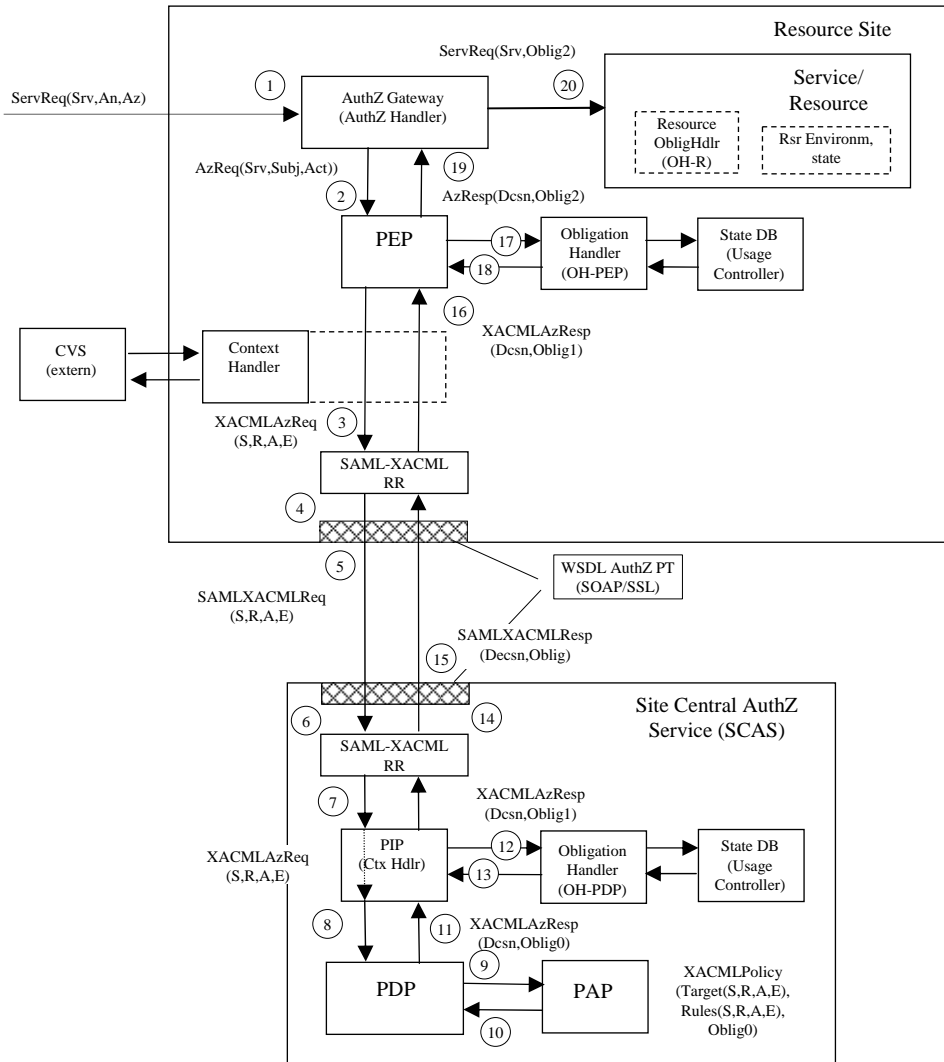 Resource Site
ServReq(Srv,Oblig2)
1
20
ServReq(Srv,An,Az)
AuthZ Gateway
(AuthZ Handler)
Service/
Resource
Resource
ObligHdlr
(OH-R)
Rsr Environm,
state
AzReq(Srv,Subj,Act))
19
2
AzResp(Dcsn,Oblig2)
PEP
17
18
Obligation
Handler
(OH-PEP)
State DB
(Usage
Controller)
16
XACMLAzResp
(Dcsn,Oblig1)
CVS
(extern)
Context
Handler
3
XACMLAzReq
(S,R,A,E)
SAML-XACML
RR
4
5
WSDL AuthZ PT
(SOAP/SSL)
SAMLXACMLReq
(S,R,A,E)
SAMLXACMLResp
(Decsn,Oblig)
15
6
14
Site Central AuthZ
Service (SCAS)
SAML-XACML
RR
7
XACMLAzResp
(Dcsn,Oblig1)
XACMLAzReq
(S,R,A,E)
PIP
(Ctx Hdlr)
12
13
Obligation
Handler
(OH-PDP)
State DB
(Usage
Controller)
8
11
XACMLAzResp
(Dcsn,Oblig0)
9
PDP
10
PAP
XACMLPolicy
(Target(S,R,A,E),
Rules(S,R,A,E),
Oblig0)